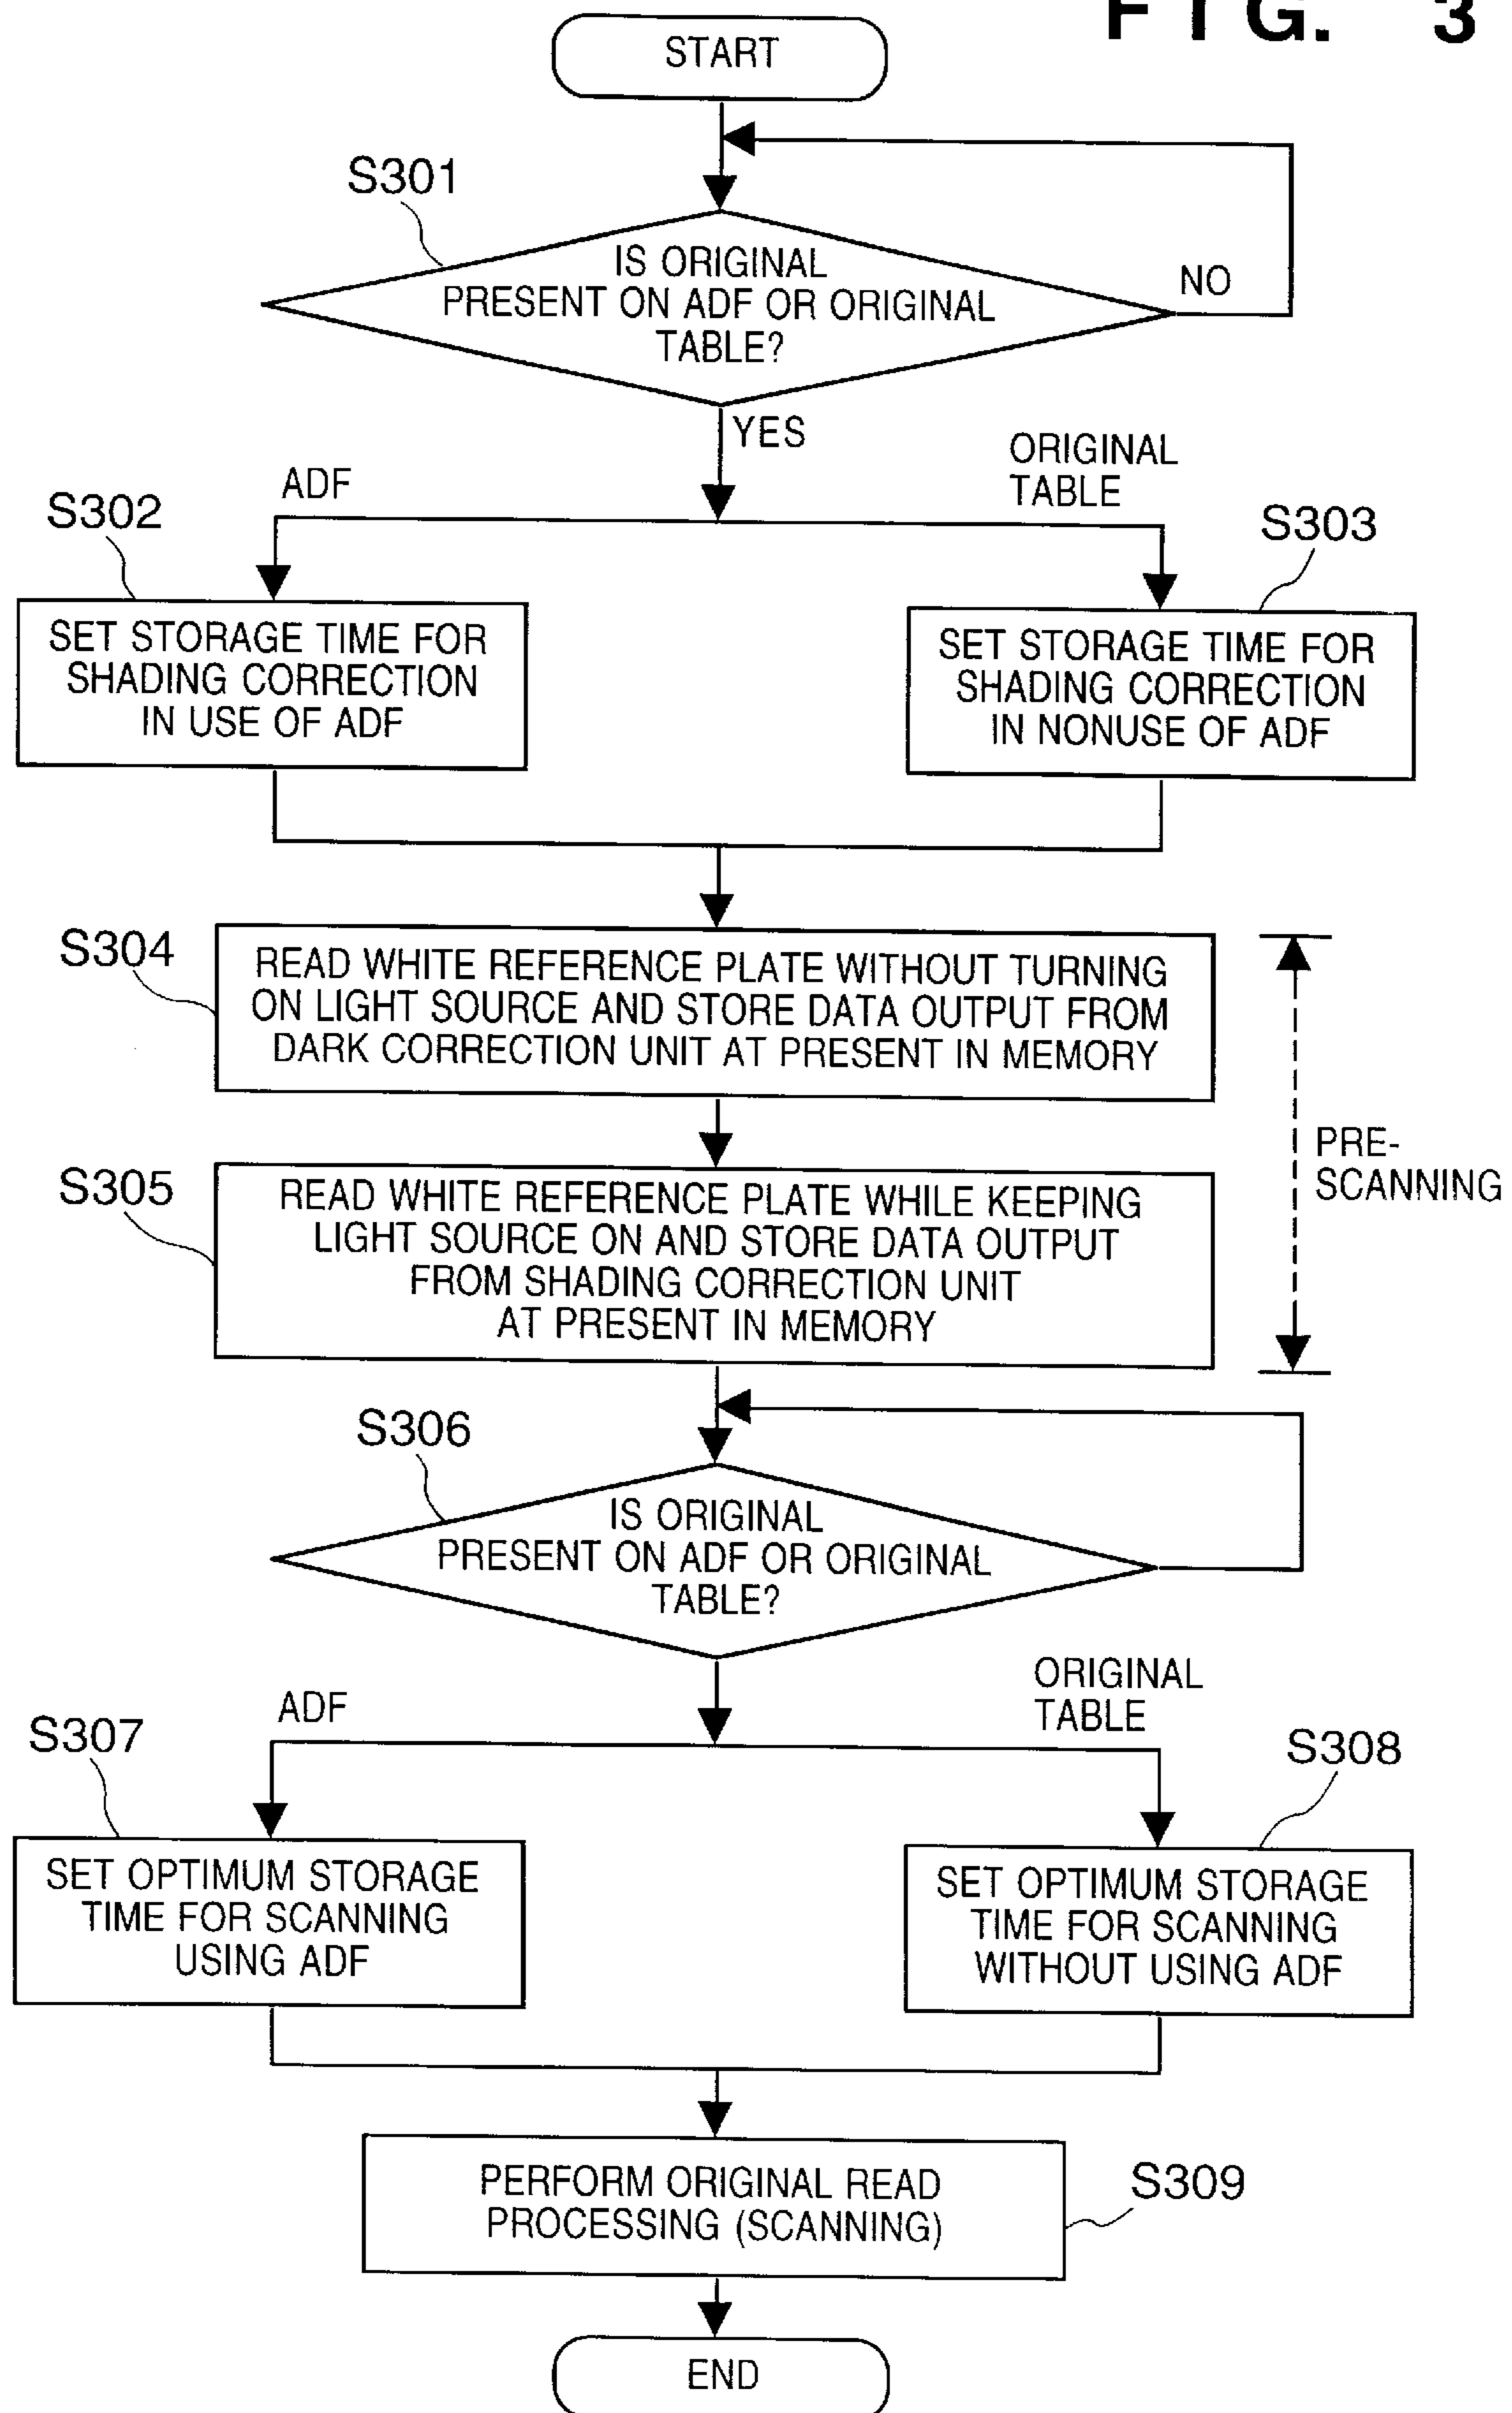 FIG. 3
START
S301
IS ORIGINAL
PRESENT ON ADF OR ORIGINAL
TABLE?
NO
YES
ADF
ORIGINAL
TABLE
S302
S303
SET STORAGE TIME FOR
SHADING CORRECTION
IN USE OF ADF
SET STORAGE TIME FOR
SHADING CORRECTION
IN NONUSE OF ADF
S304
READ WHITE REFERENCE PLATE WITHOUT TURNING
ON LIGHT SOURCE AND STORE DATA OUTPUT FROM
DARK CORRECTION UNIT AT PRESENT IN MEMORY
PRE-
SCANNING
S305
READ WHITE REFERENCE PLATE WHILE KEEPING
LIGHT SOURCE ON AND STORE DATA OUTPUT
FROM SHADING CORRECTION UNIT
AT PRESENT IN MEMORY
S306
IS ORIGINAL
PRESENT ON ADF OR ORIGINAL
TABLE?
ADF
ORIGINAL
TABLE
S307
S308
SET OPTIMUM STORAGE
TIME FOR SCANNING
USING ADF
SET OPTIMUM STORAGE
TIME FOR SCANNING
WITHOUT USING ADF
PERFORM ORIGINAL READ
PROCESSING (SCANNING)
S309
END